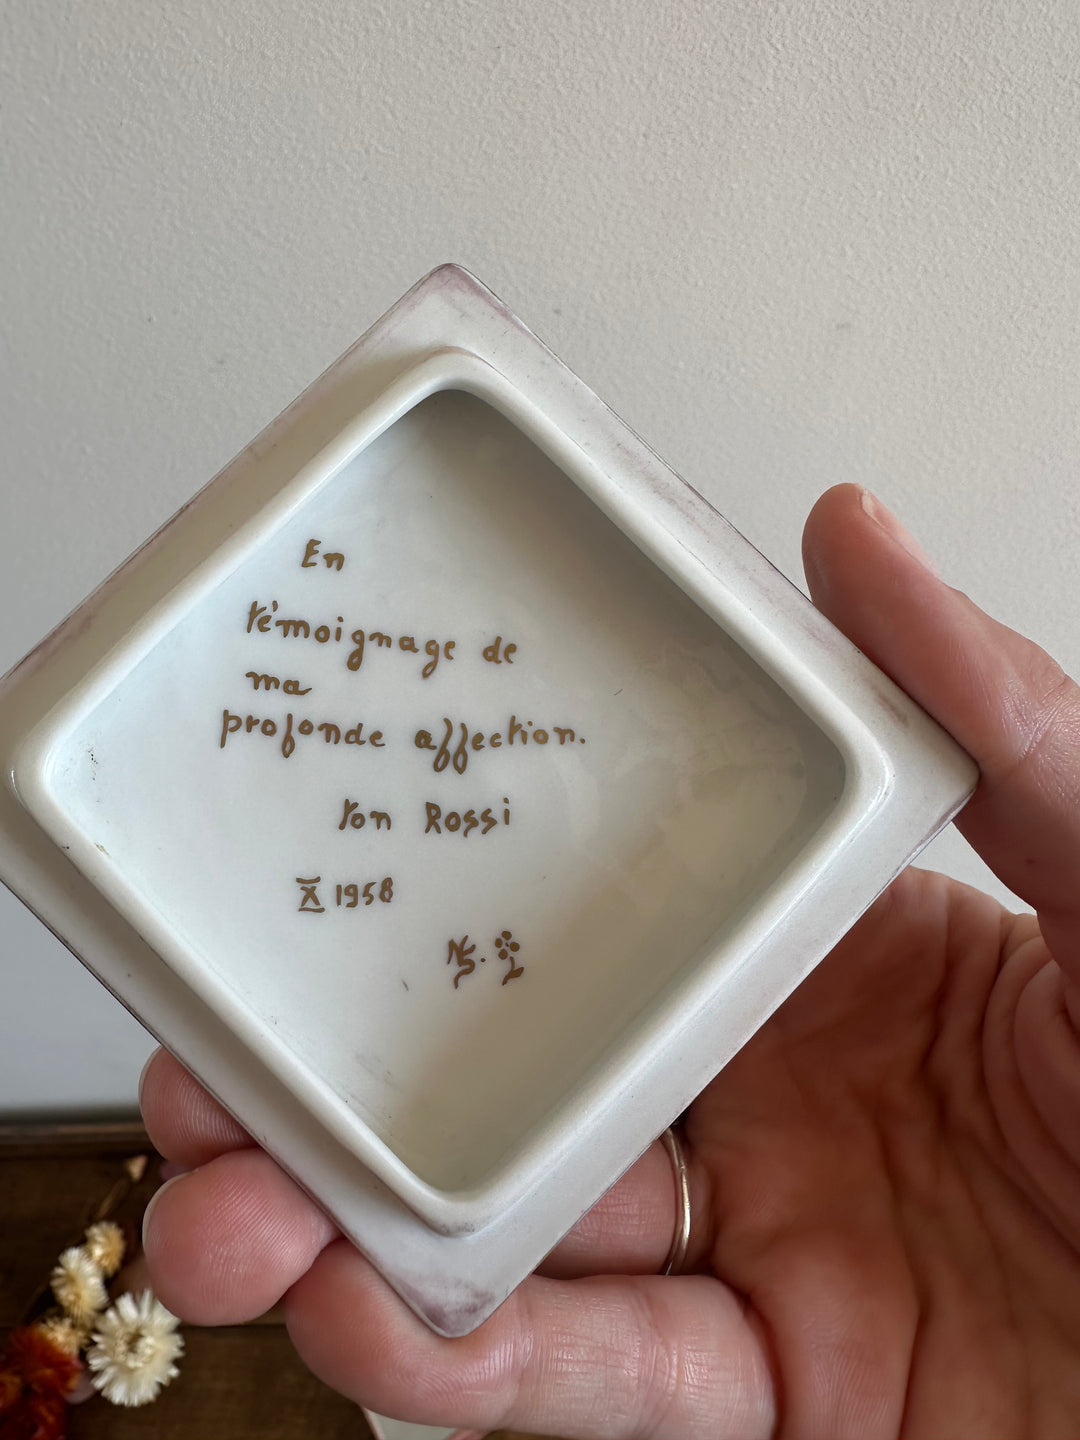 En
témoignage de
ma
profonde affection.
ton Rossi
X 1958